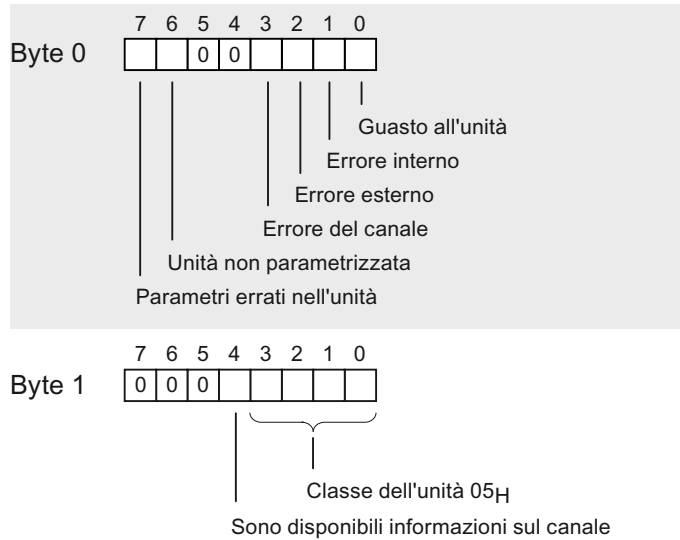 7 6 5 4 3 2 1 0
Byte 0 0 0
Guasto all'unità
Errore interno
Errore esterno
Errore del canale
Unità non parametrizzata
Parametri errati nell'unità
7 6 5 4 3 2 1 0
Byte 1 0 0 0
Classe dell'unità 05H
Sono disponibili informazioni sul canale